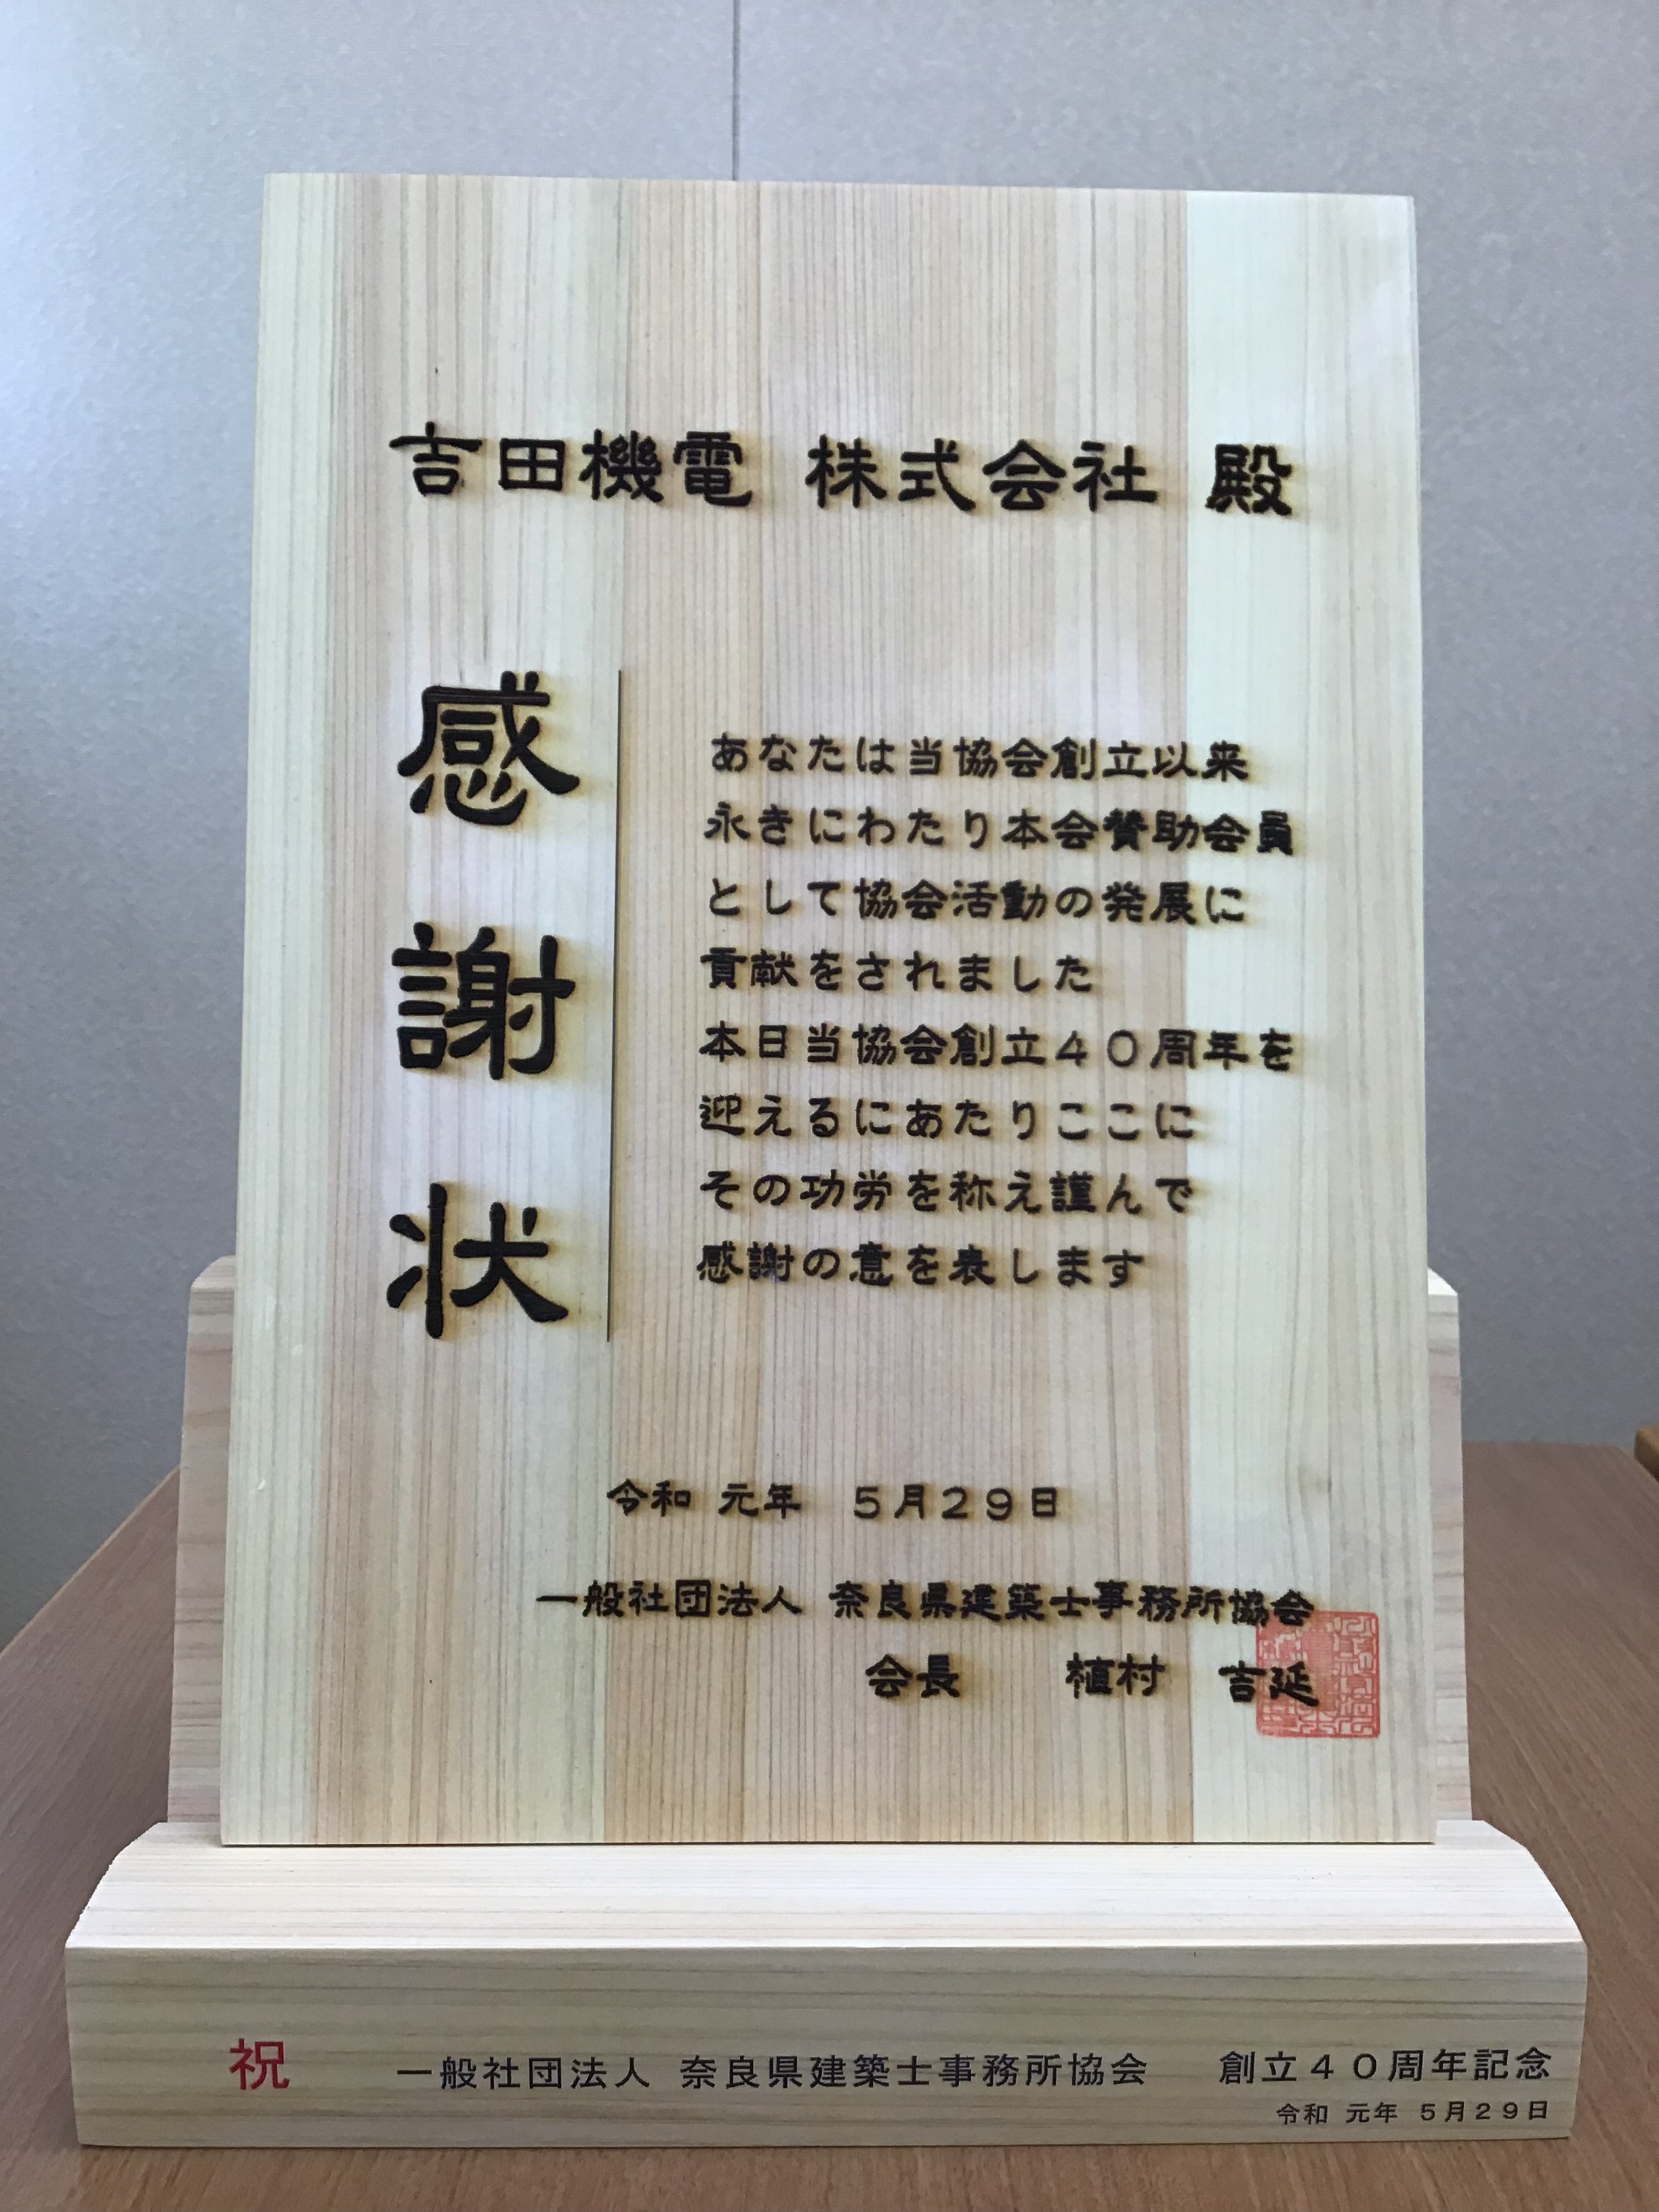 吉田機電 株式会社 殿
感謝状
あなたは当協会創立以来
永きにわたり本会賛助会員
として協会活動の発展に
貢献をされました
本日当協会創立40周年を
迎えるにあたりここに
その功労を称え謹んで
感謝の意を表します
令和 元年 5月29日
一般社団法人 奈良県建築士事務所協会
会長 植村 吉延
祝 一般社団法人 奈良県建築士事務所協会 創立40周年記念
令和 元年 5月29日